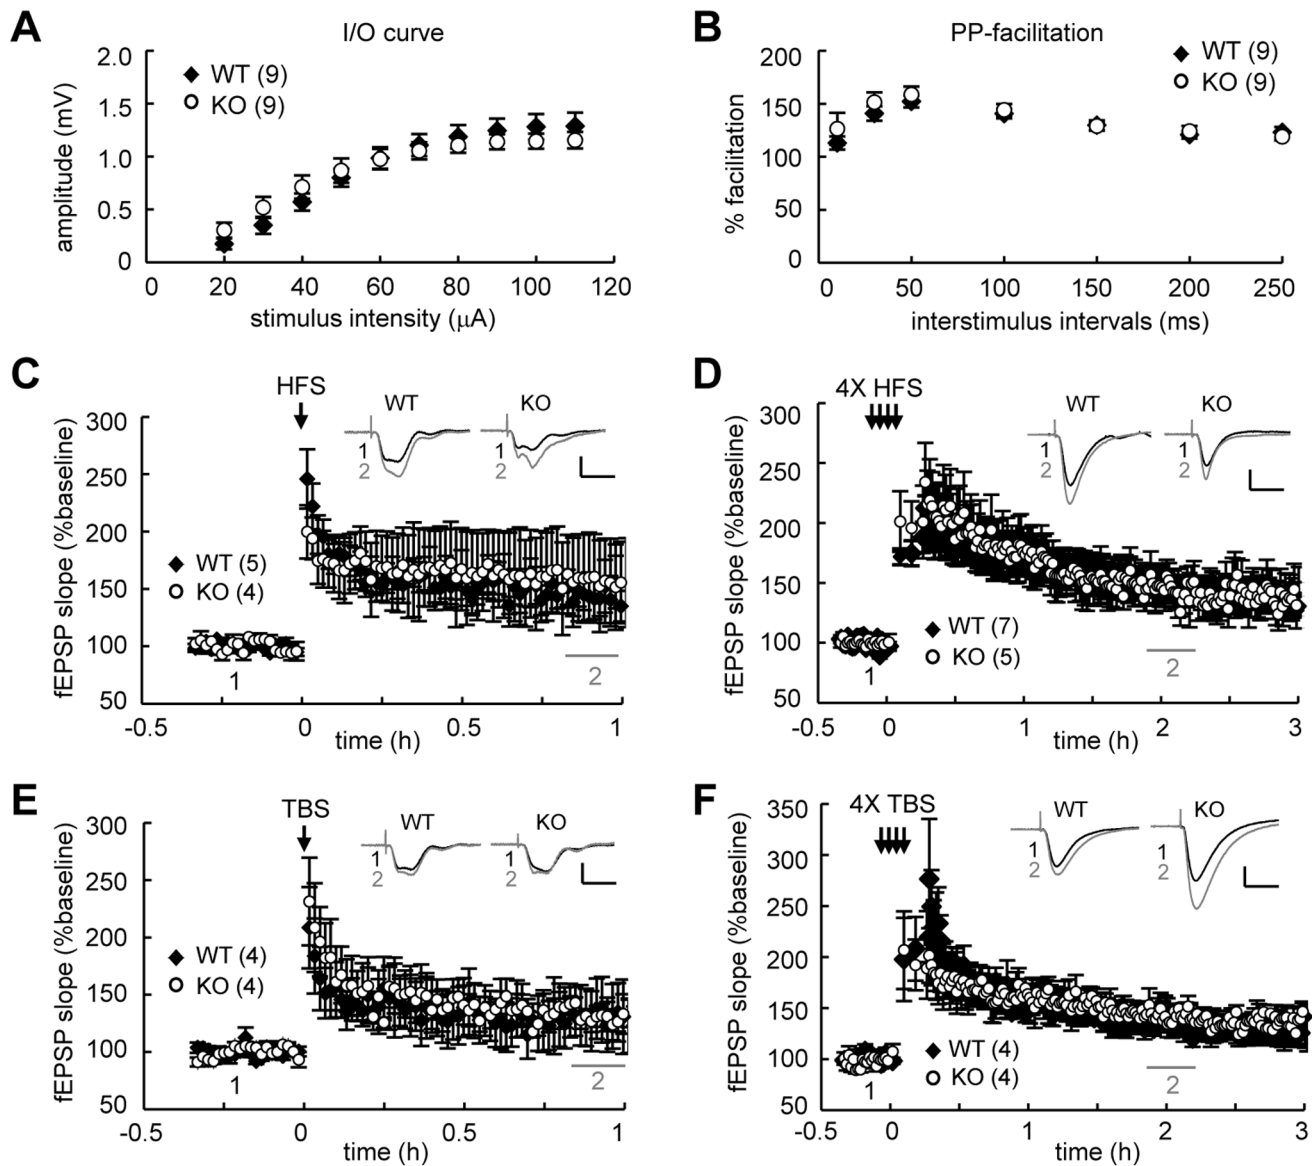 A
I/O curve
amplitude (mV)
2.0
1.5
1.0
0.5
0
WT (9)
KO (9)
0 20 40 60 80 100 120
stimulus intensity (μA)
B
PP-facilitation
% facilitation
200
150
100
50
0
WT (9)
KO (9)
0 50 100 150 200 250
interstimulus intervals (ms)
C
HFS
fEPSP slope (%baseline)
300
250
200
150
100
50
WT
KO
1
2
1
2
WT (5)
KO (4)
1
2
-0.5 0 0.5 1
time (h)
D
4X HFS
fEPSP slope (%baseline)
300
250
200
150
100
50
WT
KO
1
2
1
2
WT (7)
KO (5)
1
2
-0.5 0 1 2 3
time (h)
E
TBS
fEPSP slope (%baseline)
300
250
200
150
100
50
WT
KO
1
2
1
2
WT (4)
KO (4)
1
2
-0.5 0 0.5 1
time (h)
F
4X TBS
fEPSP slope (%baseline)
350
300
250
200
150
100
50
WT
KO
1
2
1
2
WT (4)
KO (4)
1
2
-0.5 0 1 2 3
time (h)